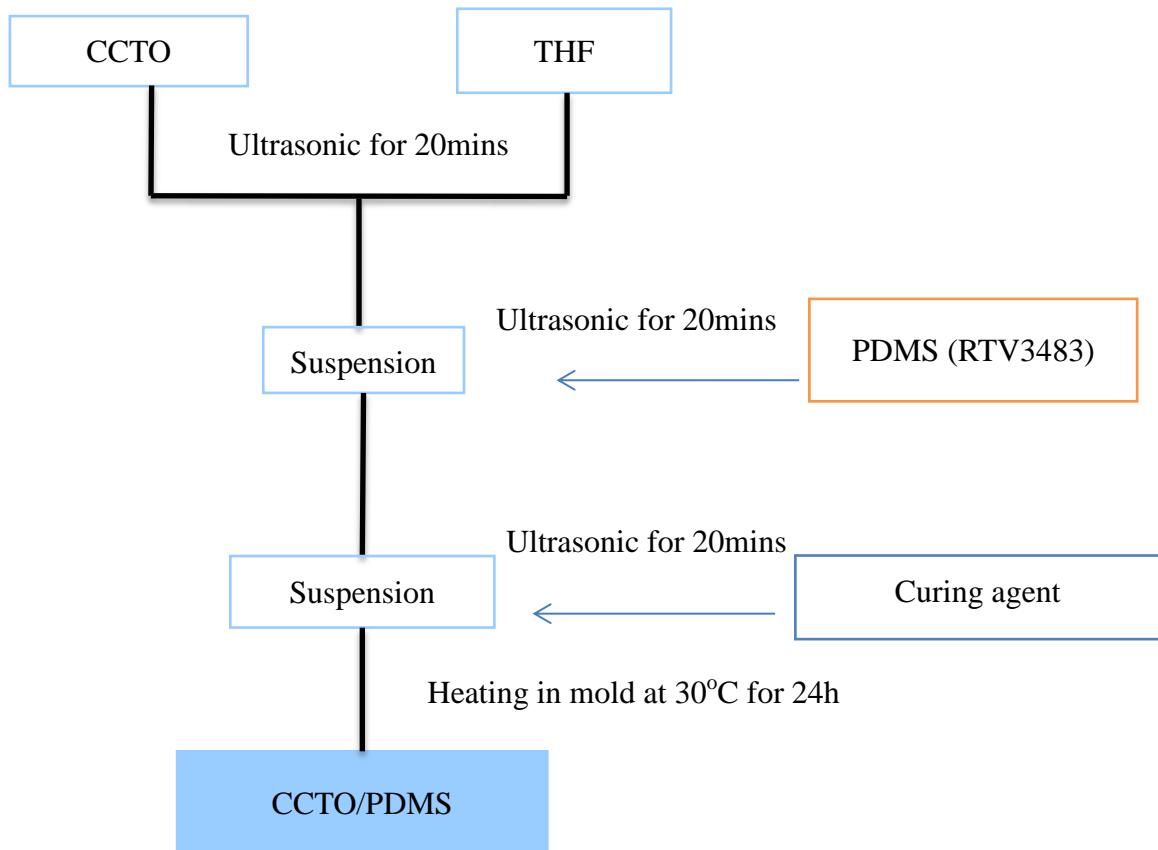 CCTO
THF
Ultrasonic for 20mins
Ultrasonic for 20mins
PDMS (RTV3483)
Suspension
Ultrasonic for 20mins
Suspension
Curing agent
Heating in mold at 30°C for 24h
CCTO/PDMS